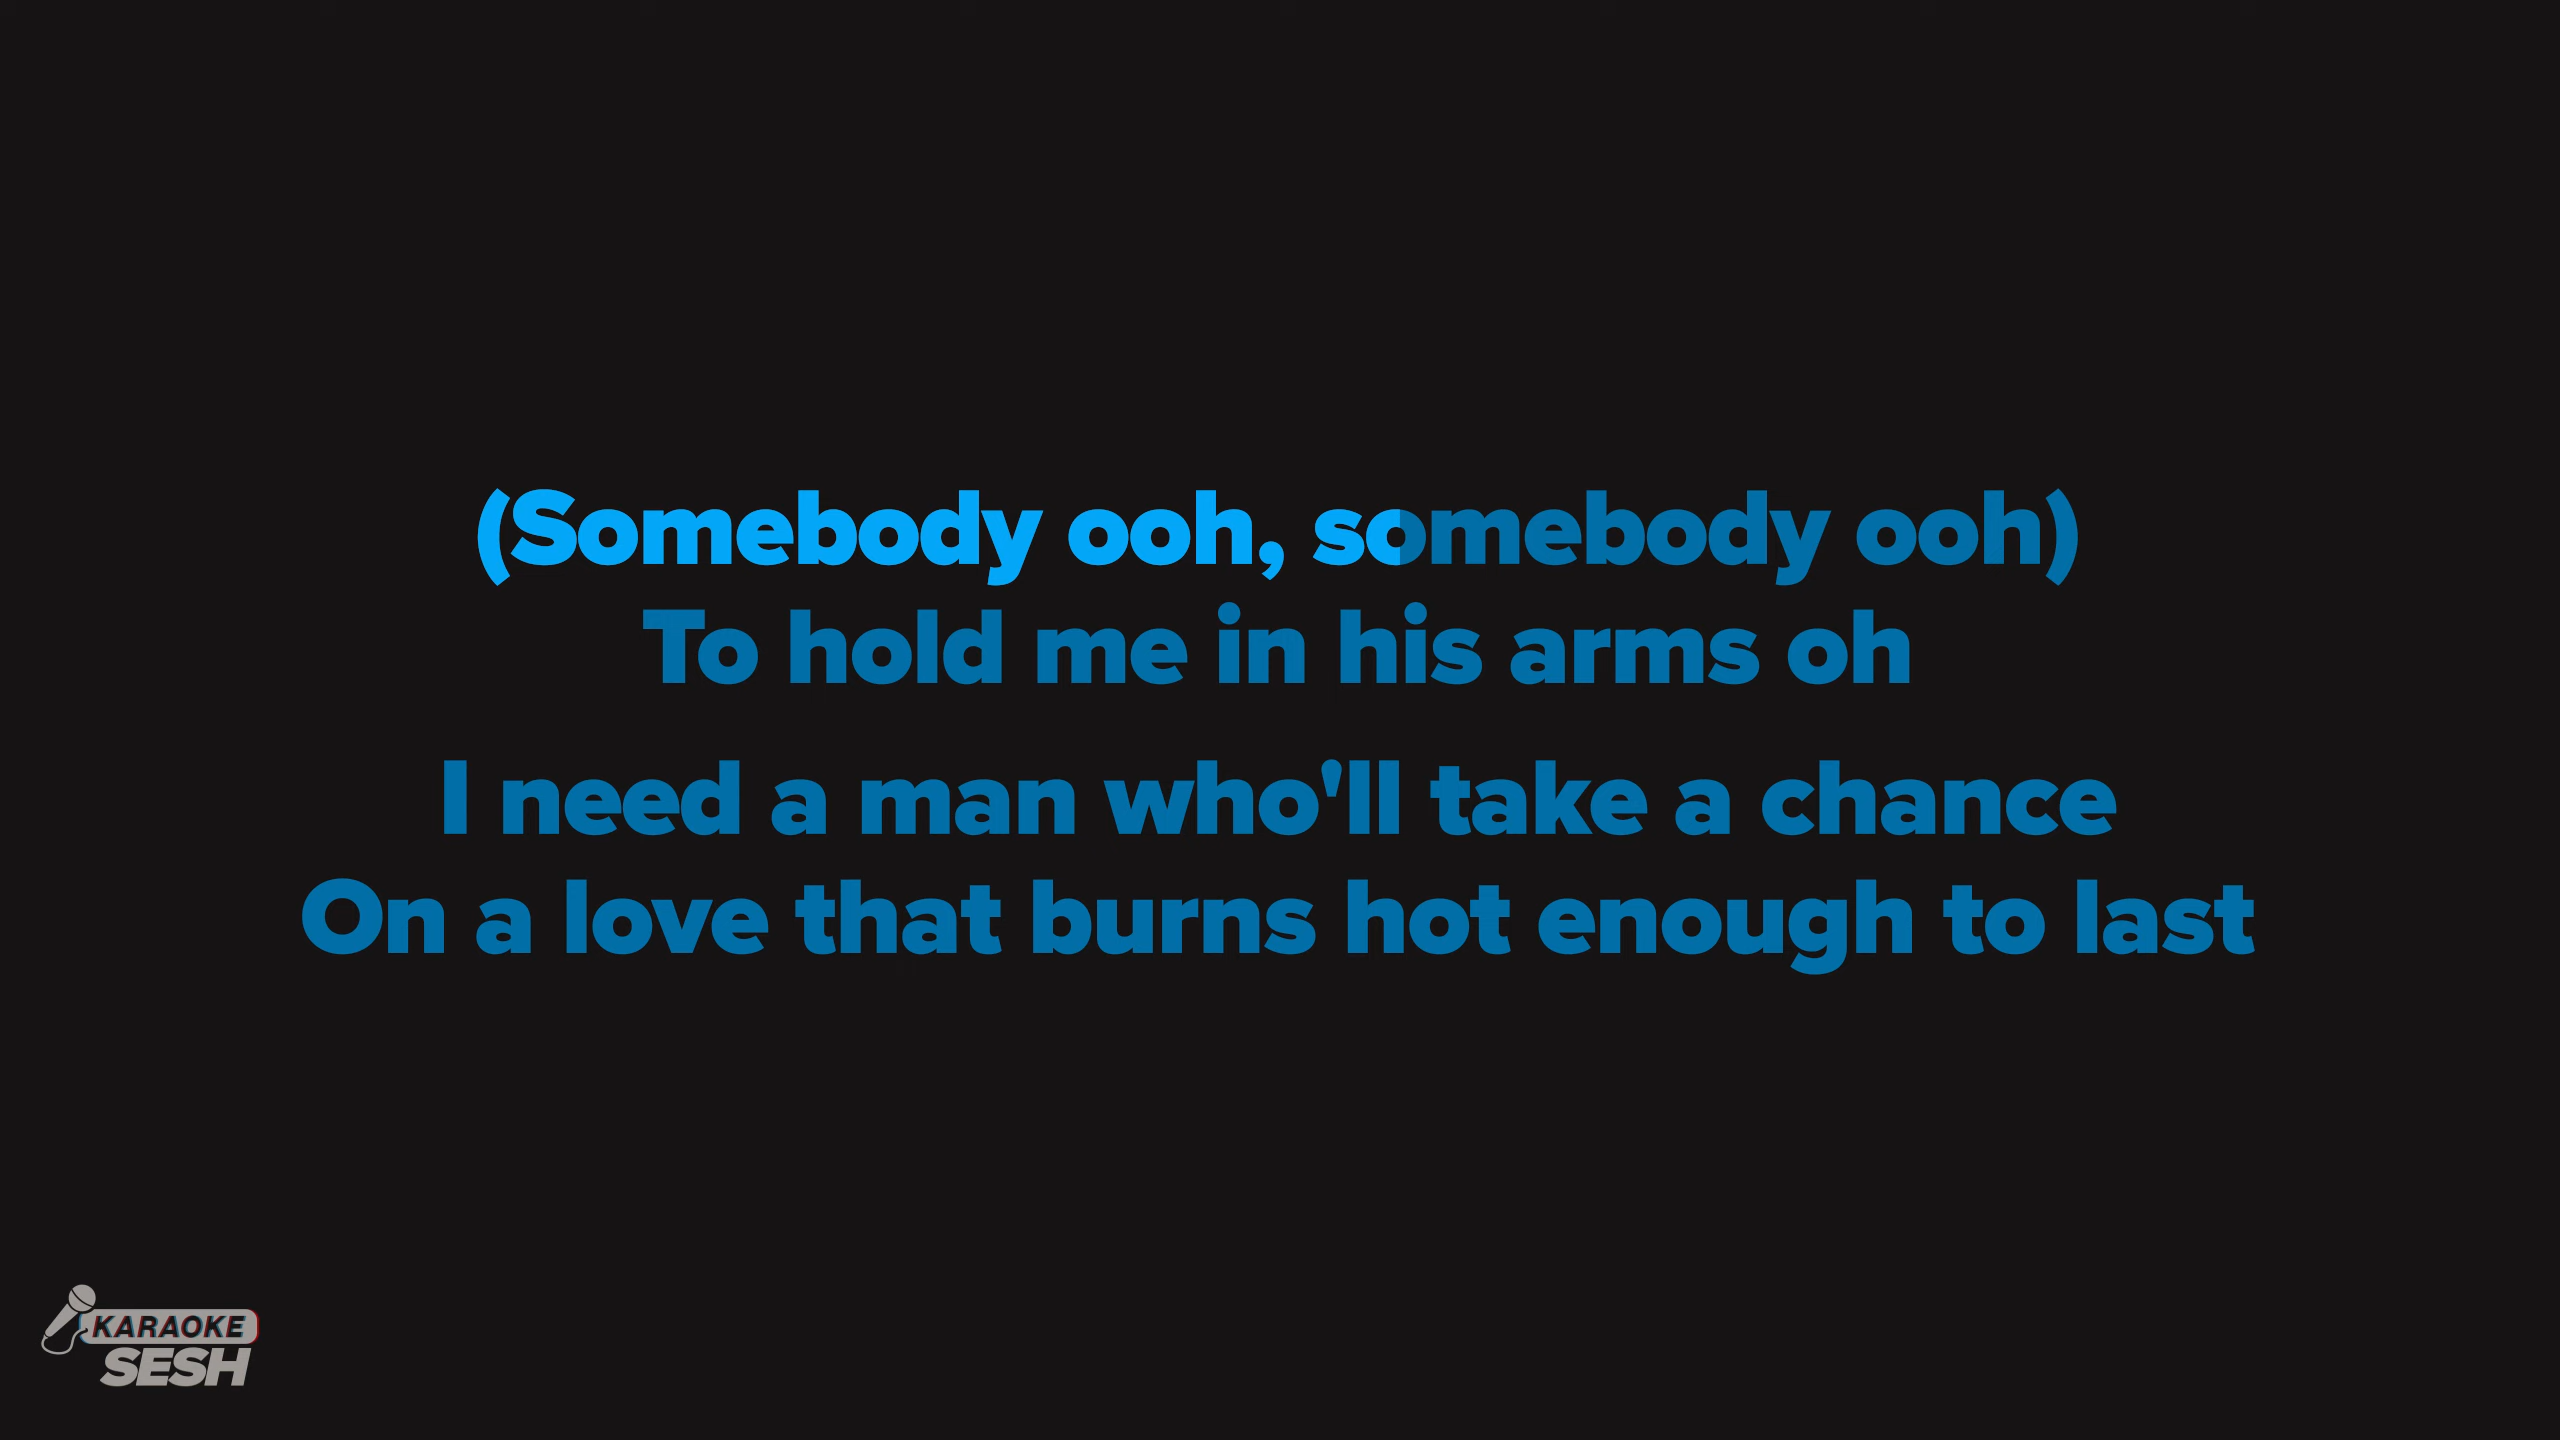 (Somebody ooh, somebody ooh)
To hold me in his arms oh
I need a man who'll take a chance
On a love that burns hot enough to last
KARAOKE
SESH